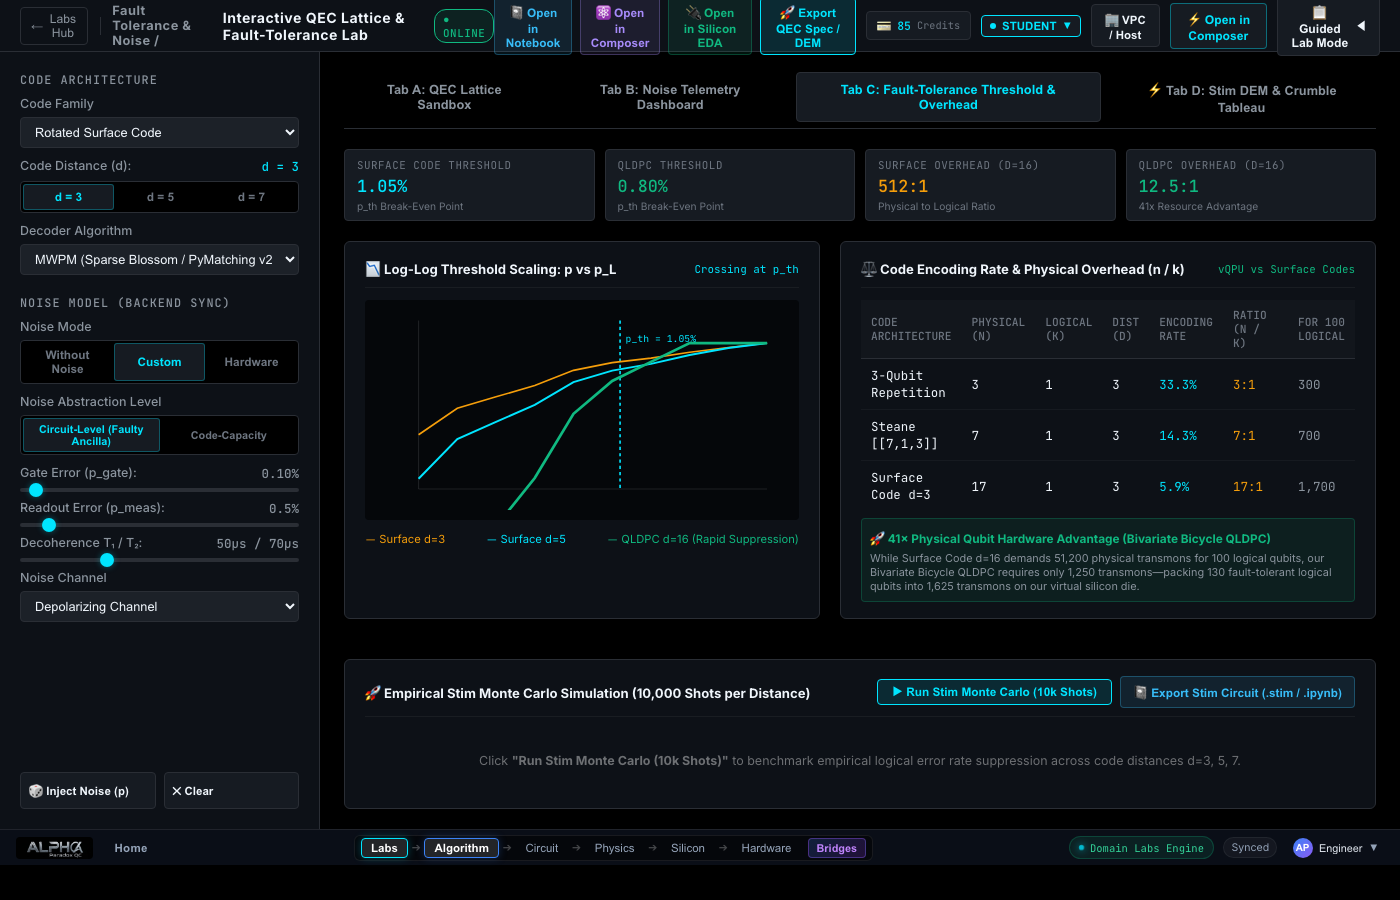 ← Labs Hub
Fault Tolerance & Noise /
Interactive QEC Lattice & Fault-Tolerance Lab
● ONLINE
📓 Open in Notebook
⚛️ Open in Composer
🔌 Open in Silicon EDA
🚀 Export QEC Spec / DEM
💳 85 Credits
● STUDENT ▼
🏢 VPC / Host
⚡ Open in Composer
📋 Guided Lab Mode ◀
CODE ARCHITECTURE
Code Family
Rotated Surface Code
Code Distance (d): d = 3
d = 3 d = 5 d = 7
Decoder Algorithm
MWPM (Sparse Blossom / PyMatching v2
NOISE MODEL (BACKEND SYNC)
Noise Mode
Without Noise Custom Hardware
Noise Abstraction Level
Circuit-Level (Faulty Ancilla) Code-Capacity
Gate Error (p_gate): 0.10%
Readout Error (p_meas): 0.5%
Decoherence T₁ / T₂: 50μs / 70μs
Noise Channel
Depolarizing Channel
🎲 Inject Noise (p) ✕ Clear
Tab A: QEC Lattice Sandbox
Tab B: Noise Telemetry Dashboard
Tab C: Fault-Tolerance Threshold & Overhead
⚡ Tab D: Stim DEM & Crumble Tableau
SURFACE CODE THRESHOLD
1.05%
p_th Break-Even Point
QLDPC THRESHOLD
0.80%
p_th Break-Even Point
SURFACE OVERHEAD (D=16)
512:1
Physical to Logical Ratio
QLDPC OVERHEAD (D=16)
12.5:1
41x Resource Advantage
📉 Log-Log Threshold Scaling: p vs p_L Crossing at p_th
p_th = 1.05%
— Surface d=3 — Surface d=5 — QLDPC d=16 (Rapid Suppression)
⚖️ Code Encoding Rate & Physical Overhead (n / k) vQPU vs Surface Codes
CODE ARCHITECTURE PHYSICAL (N) LOGICAL (K) DIST (D) ENCODING RATE RATIO (N / K) FOR 100 LOGICAL
3-Qubit Repetition 3 1 3 33.3% 3:1 300
Steane [[7,1,3]] 7 1 3 14.3% 7:1 700
Surface Code d=3 17 1 3 5.9% 17:1 1,700
🚀 41× Physical Qubit Hardware Advantage (Bivariate Bicycle QLDPC)
While Surface Code d=16 demands 51,200 physical transmons for 100 logical qubits, our
Bivariate Bicycle QLDPC requires only 1,250 transmons—packing 130 fault-tolerant logical
qubits into 1,625 transmons on our virtual silicon die.
🚀 Empirical Stim Monte Carlo Simulation (10,000 Shots per Distance)
▶ Run Stim Monte Carlo (10k Shots)
📓 Export Stim Circuit (.stim / .ipynb)
Click "Run Stim Monte Carlo (10k Shots)" to benchmark empirical logical error rate suppression across code distances d=3, 5, 7.
ALPHA
Paradox QC
Home
Labs → Algorithm → Circuit → Physics → Silicon → Hardware Bridges
● Domain Labs Engine
Synced
AP Engineer ▼